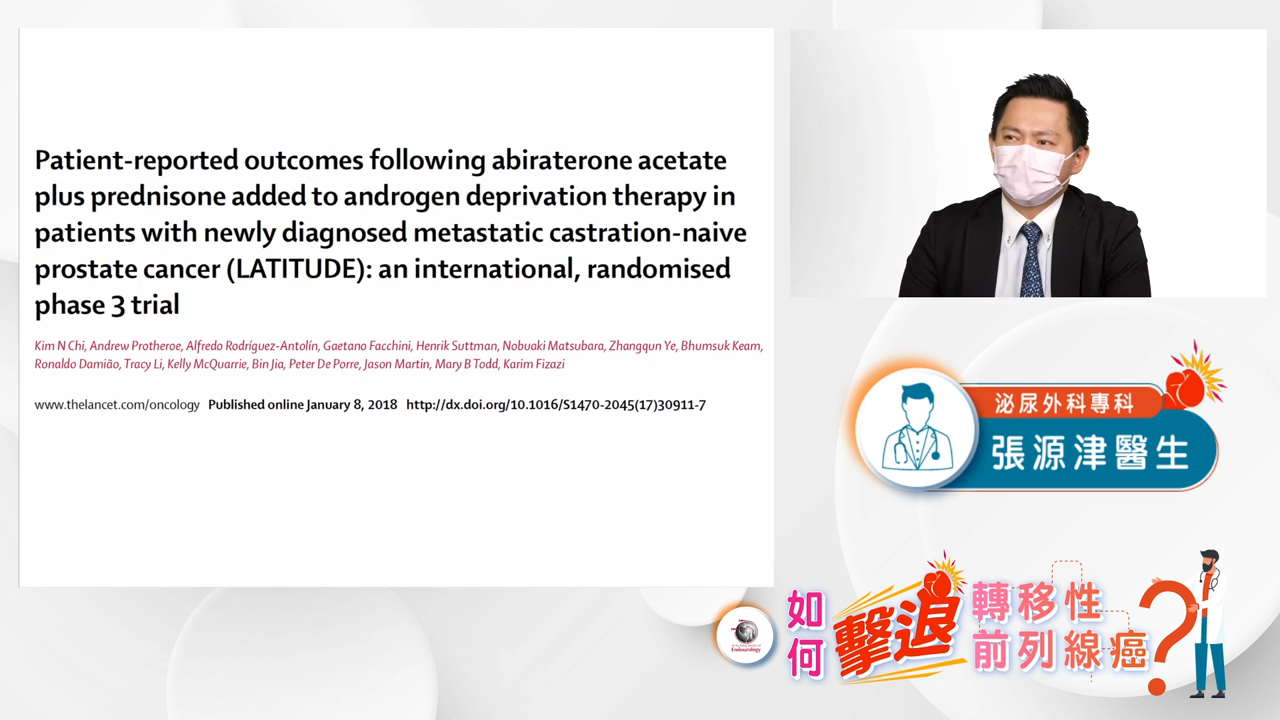 Patient-reported outcomes following abiraterone acetate
plus prednisone added to androgen deprivation therapy in
patients with newly diagnosed metastatic castration-naive
prostate cancer (LATITUDE): an international, randomised
phase 3 trial
Kim N Chi, Andrew Protheroe, Alfredo Rodríguez-Antolín, Gaetano Facchini, Henrik Suttman, Nobuaki Matsubara, Zhangqun Ye, Bhumsuk Keam,
Ronaldo Damião, Tracy Li, Kelly McQuarrie, Bin Jia, Peter De Porre, Jason Martin, Mary B Todd, Karim Fizazi
www.thelancet.com/oncology Published online January 8, 2018 http://dx.doi.org/10.1016/S1470-2045(17)30911-7
泌尿外科專科
張源津醫生
Endourology
如何擊退
轉移性
前列線癌?